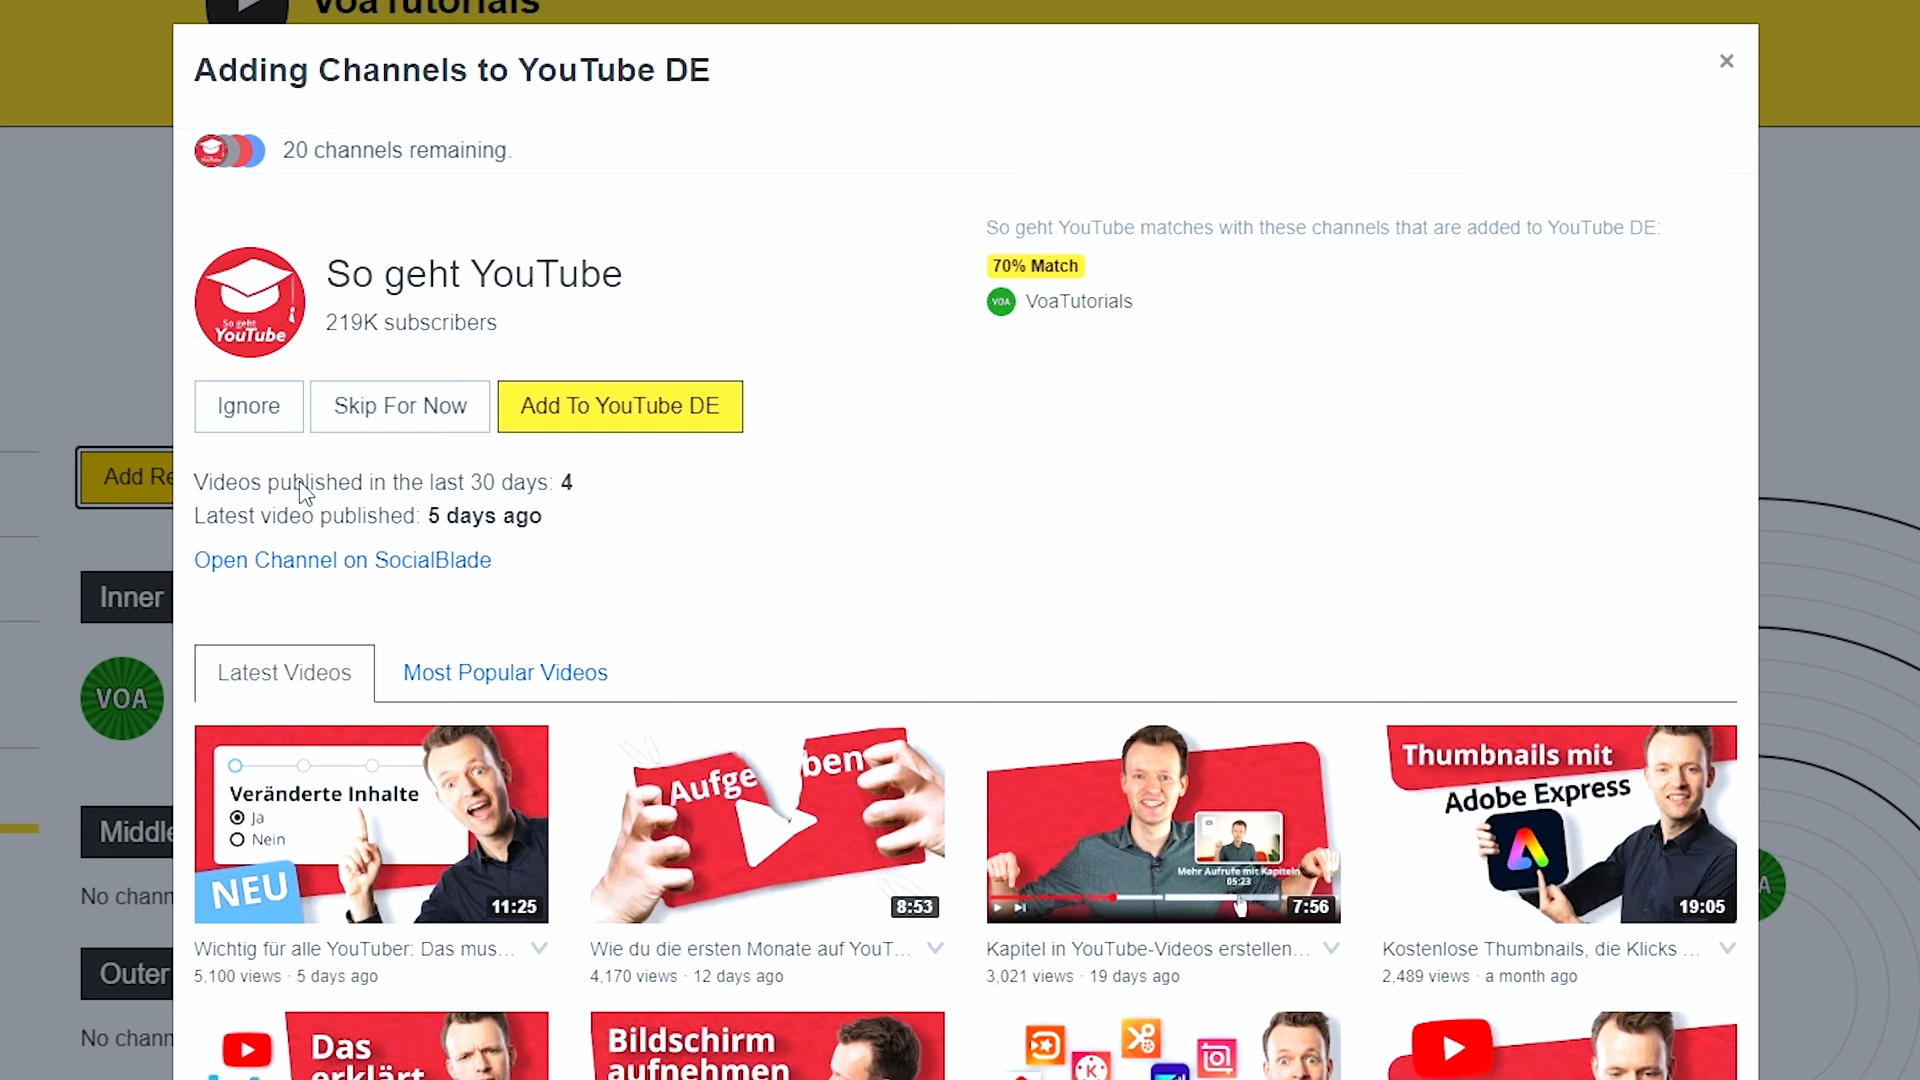 VoaTutorials
Adding Channels to YouTube DE
×
20 channels remaining.
So geht YouTube matches with these channels that are added to YouTube DE:
70% Match
VOA
VoaTutorials
So geht
YouTube
So geht YouTube
219K subscribers
Ignore
Skip For Now
Add To YouTube DE
Add Re
Videos published in the last 30 days: 4
Latest video published: 5 days ago
Open Channel on SocialBlade
Inner
VOA
Latest Videos
Most Popular Videos
Veränderte Inhalte
Ja
Nein
NEU
11:25
Aufge
ben
8:53
Mehr Aufrufe mit Kapiteln
05:23
7:56
Thumbnails mit
Adobe Express
19:05
Middle
No chann
A
Wichtig für alle YouTuber: Das mus...
5,100 views · 5 days ago
Wie du die ersten Monate auf YouT...
4,170 views · 12 days ago
Kapitel in YouTube-Videos erstellen...
3,021 views · 19 days ago
Kostenlose Thumbnails, die Klicks ...
2,489 views · a month ago
Outer
No chann
Das
erklärt
Bildschirm
aufnehmen
K